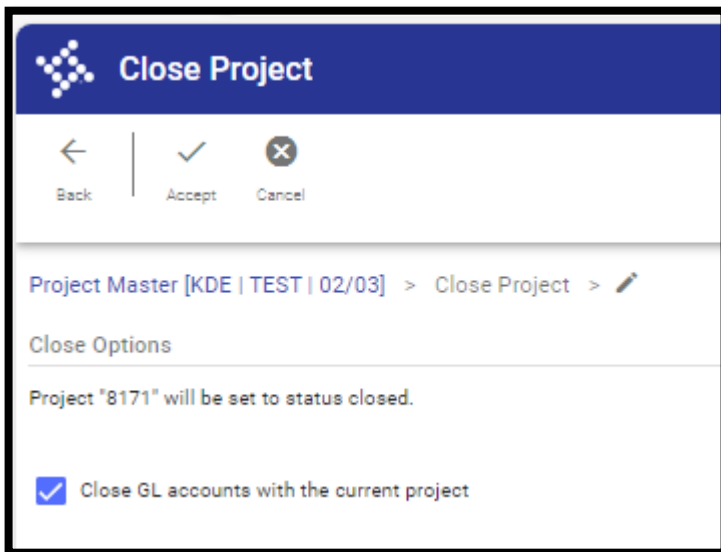 Close Project
Back Accept Cancel
Project Master [KDE | TEST | 02/03] > Close Project >
Close Options
Project "8171" will be set to status closed.
Close GL accounts with the current project